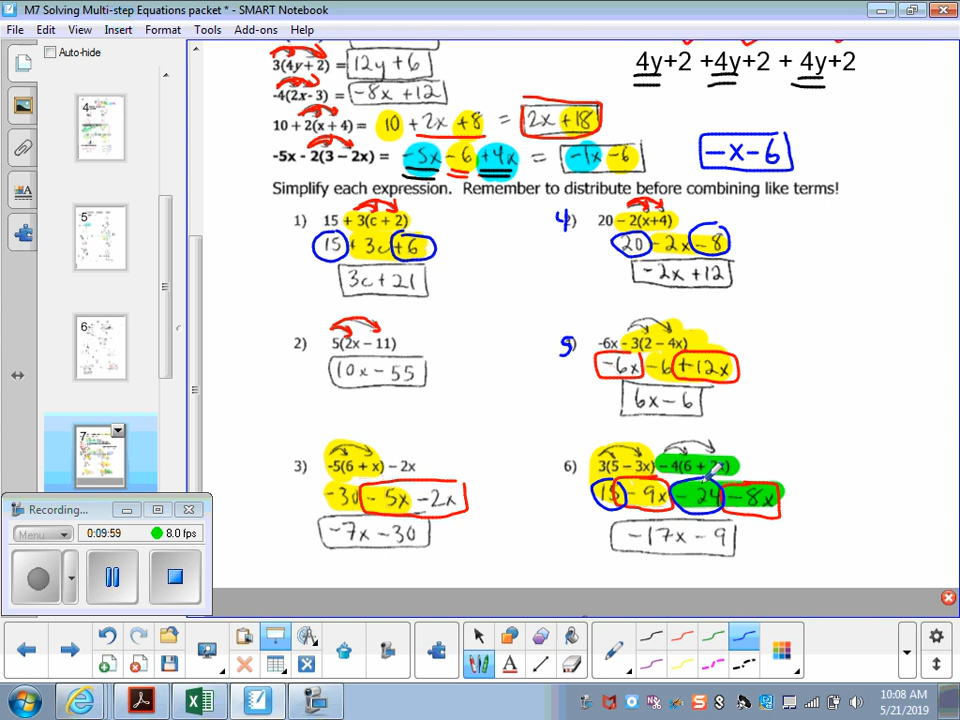 M7 Solving Multi-step Equations packet * - SMART Notebook
File Edit View Insert Format Tools Add-ons Help
Auto-hide
4
5
6
7
3(4y+ 2) = 12y + 6
4y+2 +4y+2 + 4y+2
-4(2x- 3) = -8x + 12
10 + 2(x + 4) = 10 + 2x + 8 = 2x + 18
-5x - 2(3 – 2x) = -5x - 6 + 4x = -1x - 6
-x - 6
Simplify each expression. Remember to distribute before combining like terms!
1) 15 + 3(c + 2)
15 + 3c + 6
3c + 21
4) 20 – 2(x+4)
20 - 2x - 8
-2x + 12
2) 5(2x – 11)
10x - 55
5) -6x - 3(2 – 4x)
-6x - 6 + 12x
6x - 6
3) -5(6 + x) – 2x
-30 - 5x - 2x
-7x - 30
6) 3(5 – 3x) – 4(6 + 2x)
15 - 9x - 24 - 8x
-17x - 9
Recording...
Menu 0:09:59 8.0 fps
10:08 AM
5/21/2019